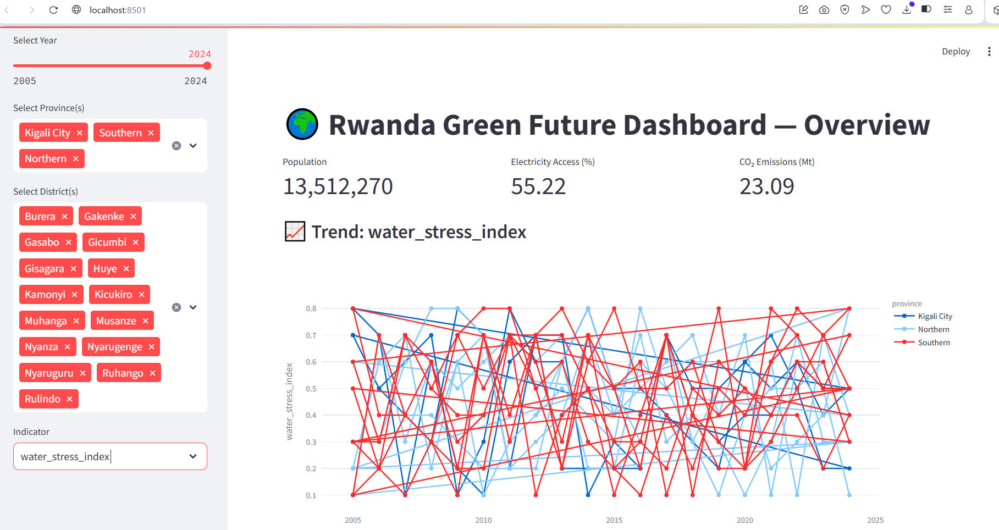 localhost:8501
Select Year
2024
2005 2024
Select Province(s)
Kigali City Southern
Northern
Select District(s)
Burera Gakenke
Gasabo Gicumbi
Gisagara Huye
Kamonyi Kicukiro
Muhanga Musanze
Nyanza Nyarugenge
Nyaruguru Ruhango
Rulindo
Indicator
water_stress_index
Deploy
Rwanda Green Future Dashboard — Overview
Population Electricity Access (%) CO₂ Emissions (Mt)
13,512,270 55.22 23.09
Trend: water_stress_index
water_stress_index
0.8
0.7
0.6
0.5
0.4
0.3
0.2
0.1
2005 2010 2015 2020 2025
province
Kigali City
Northern
Southern